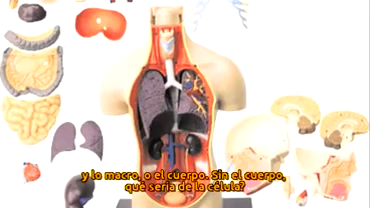 y lo macro, o el cuerpo. Sin el cuerpo,
qué sería de la célula?